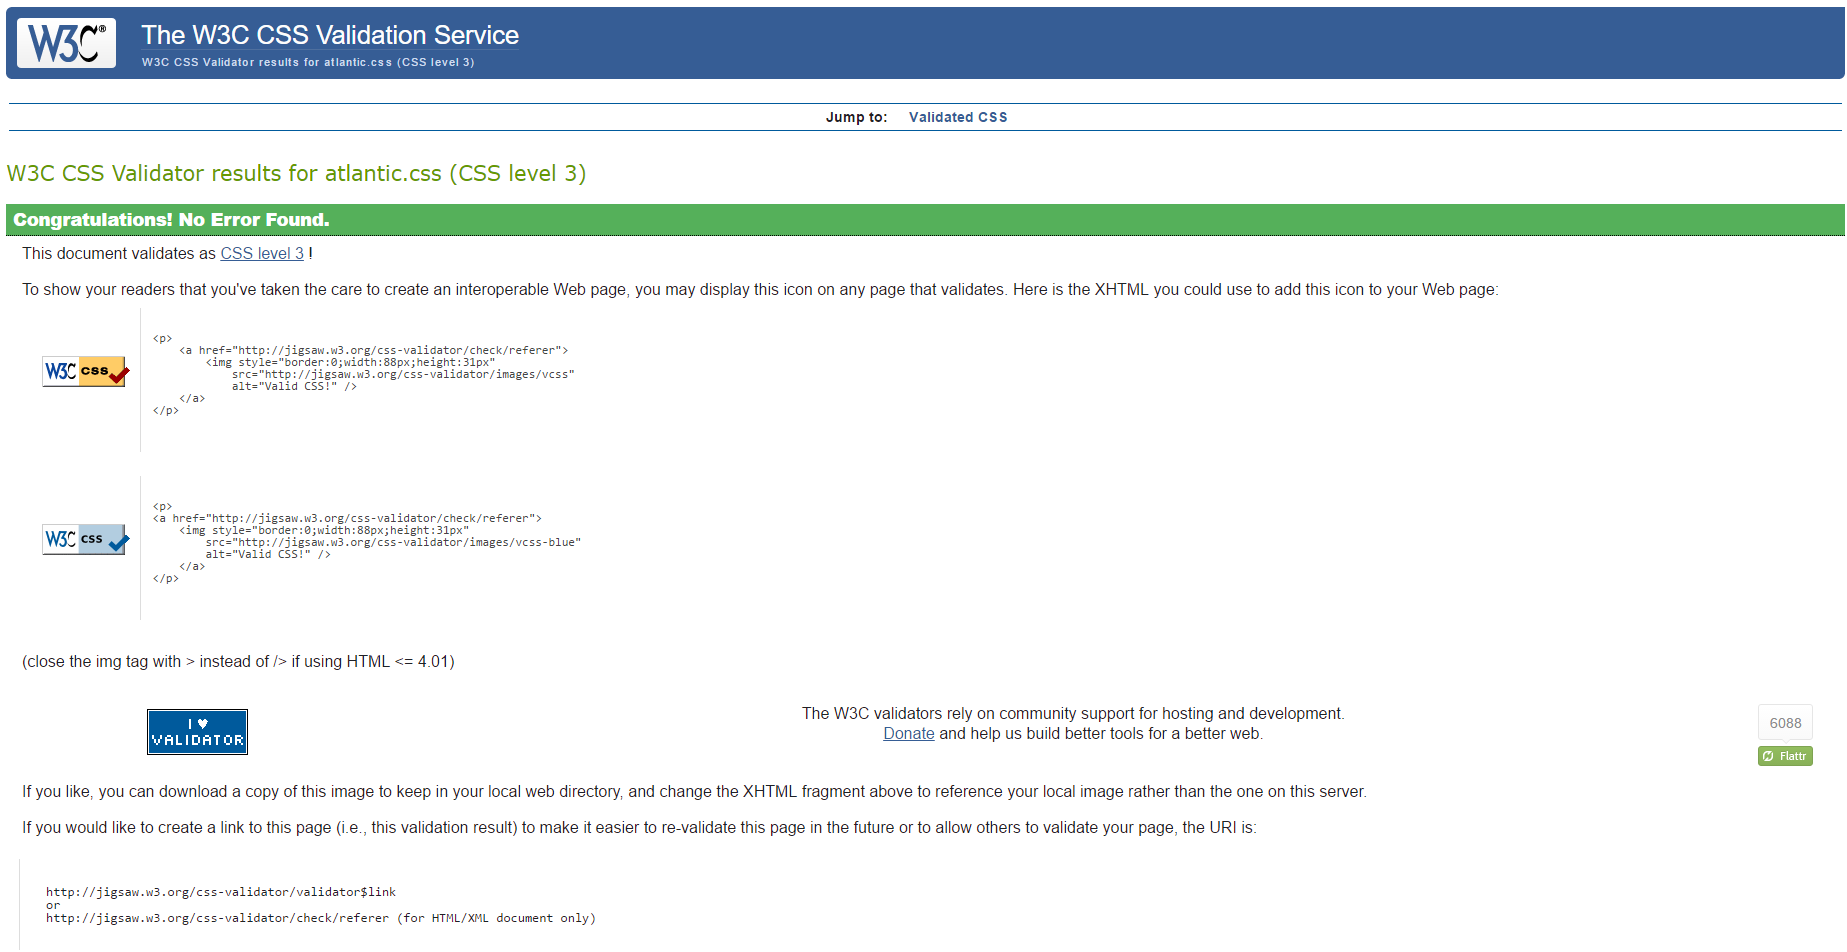 W3C®
The W3C CSS Validation Service
W3C CSS Validator results for atlantic.css (CSS level 3)
Jump to: Validated CSS
W3C CSS Validator results for atlantic.css (CSS level 3)
Congratulations! No Error Found.
This document validates as CSS level 3 !
To show your readers that you've taken the care to create an interoperable Web page, you may display this icon on any page that validates. Here is the XHTML you could use to add this icon to your Web page:
W3C css
<p>
<a href="http://jigsaw.w3.org/css-validator/check/referer">
<img style="border:0;width:88px;height:31px"
src="http://jigsaw.w3.org/css-validator/images/vcss"
alt="Valid CSS!" />
</a>
</p>
W3C css
<p>
<a href="http://jigsaw.w3.org/css-validator/check/referer">
<img style="border:0;width:88px;height:31px"
src="http://jigsaw.w3.org/css-validator/images/vcss-blue"
alt="Valid CSS!" />
</a>
</p>
(close the img tag with > instead of /> if using HTML <= 4.01)
I ♥
VALIDATOR
The W3C validators rely on community support for hosting and development.
Donate and help us build better tools for a better web.
6088
Flattr
If you like, you can download a copy of this image to keep in your local web directory, and change the XHTML fragment above to reference your local image rather than the one on this server.
If you would like to create a link to this page (i.e., this validation result) to make it easier to re-validate this page in the future or to allow others to validate your page, the URI is:
http://jigsaw.w3.org/css-validator/validator$link
or
http://jigsaw.w3.org/css-validator/check/referer (for HTML/XML document only)